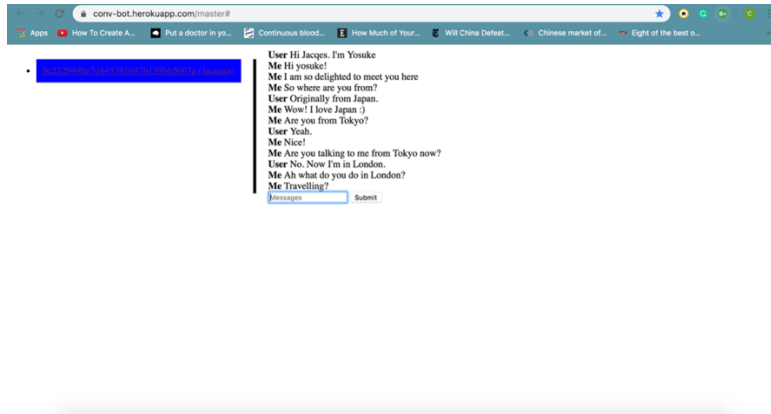 conv-bot.herokuapp.com/master#
Apps How To Create A... Put a doctor in yo... Continuous blood... How Much of Your... Will China Defeat... Chinese market of... Eight of the best o...
User Hi Jacqes. I'm Yosuke
Me Hi yosuke!
Me I am so delighted to meet you here
Me So where are you from?
User Originally from Japan.
Me Wow! I love Japan :)
Me Are you from Tokyo?
User Yeah.
Me Nice!
Me Are you talking to me from Tokyo now?
User No. Now I'm in London.
Me Ah what do you do in London?
Me Travelling?
Messages Submit